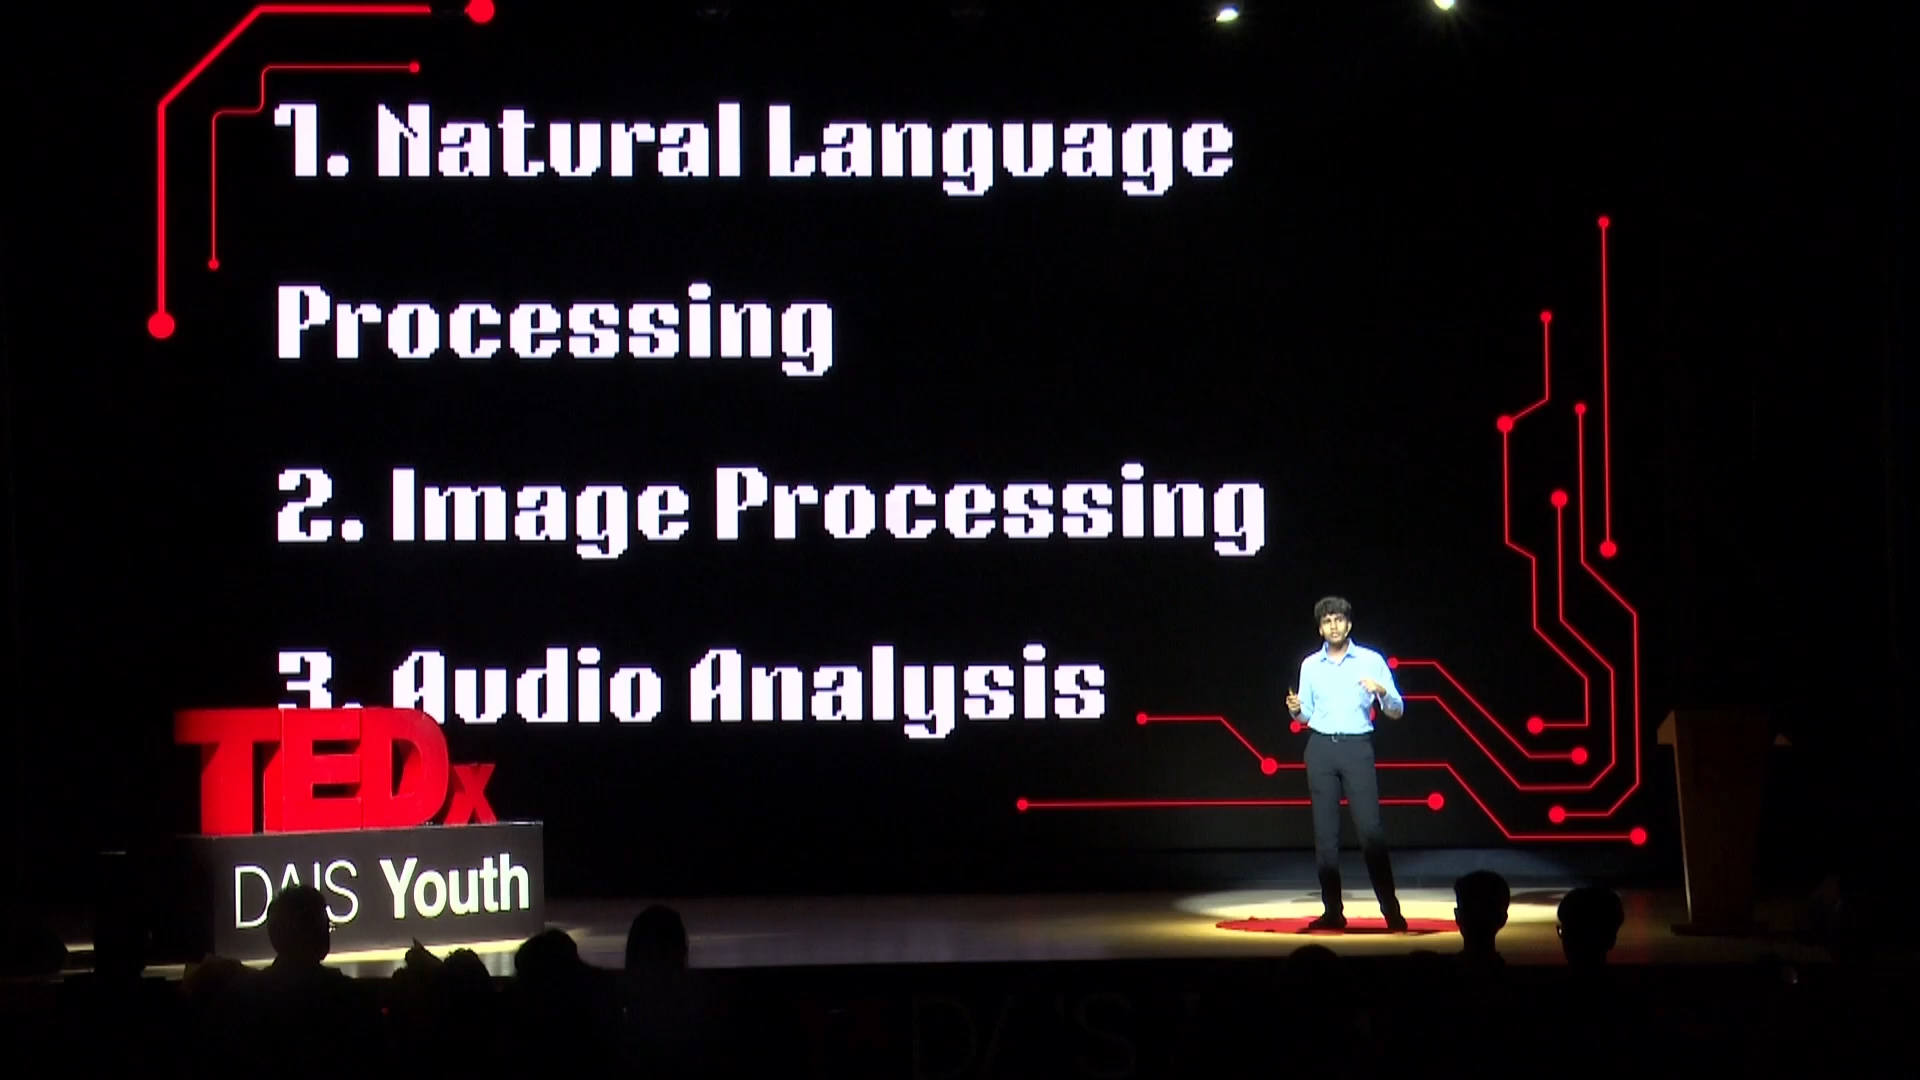 1. Natural Language
Processing
2. Image Processing
3. Audio Analysis
TEDx
DAIS Youth